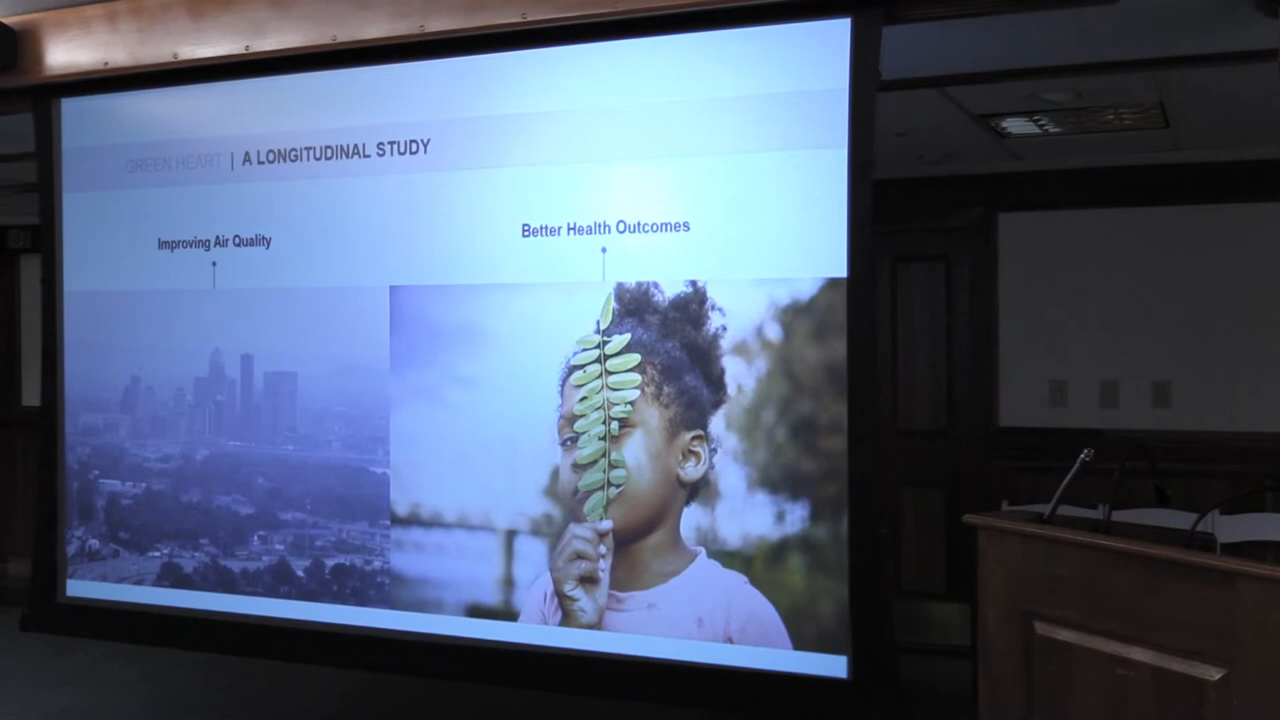 GREEN HEART | A LONGITUDINAL STUDY
Improving Air Quality
Better Health Outcomes